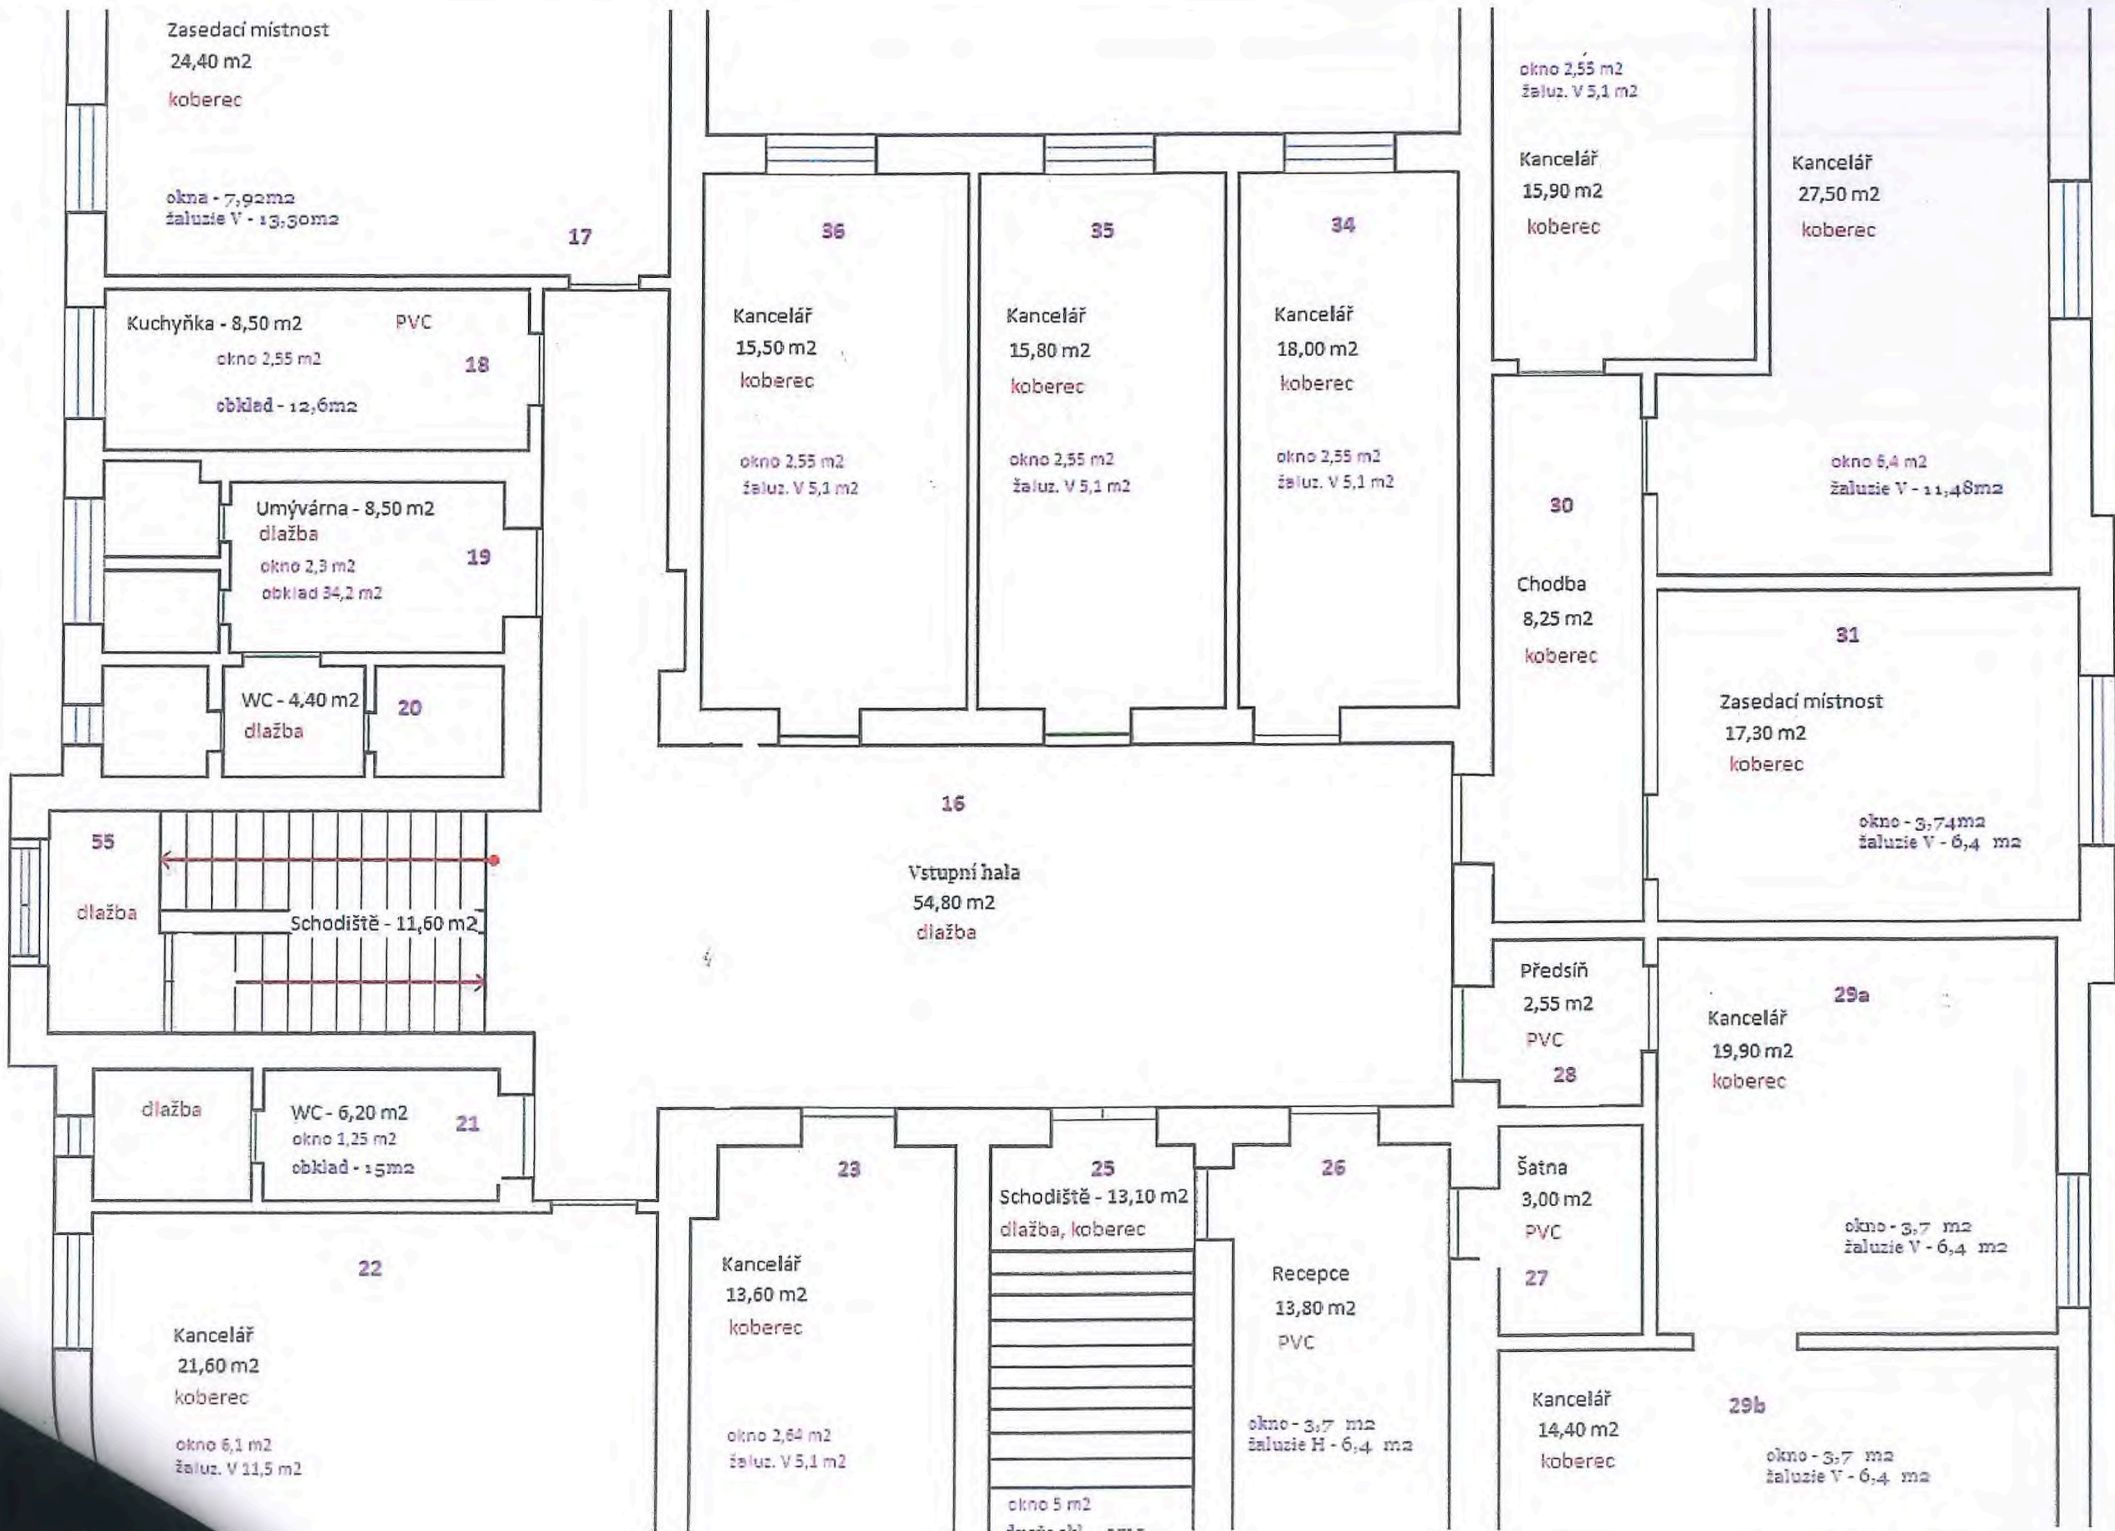 Zasedací místnost
24,40 m2
koberec
okna - 7,92m2
žaluzie V - 13,30m2
17
okno 2,55 m2
žaluz. V 5,1 m2
Kancelář
15,90 m2
koberec
Kancelář
27,50 m2
koberec
okno 6,4 m2
žaluzie V - 11,48m2
Kuchyňka - 8,50 m2
PVC
okno 2,55 m2
18
obklad - 12,6m2
36
Kancelář
15,50 m2
koberec
okno 2,55 m2
žaluz. V 5,1 m2
35
Kancelář
15,80 m2
koberec
okno 2,55 m2
žaluz. V 5,1 m2
34
Kancelář
18,00 m2
koberec
okno 2,55 m2
žaluz. V 5,1 m2
Umývárna - 8,50 m2
dlažba
19
okno 2,3 m2
obklad 34,2 m2
WC - 4,40 m2
20
dlažba
30
Chodba
8,25 m2
koberec
31
Zasedací místnost
17,30 m2
koberec
okno - 3,74m2
žaluzie V - 6,4 m2
55
dlažba
Schodiště - 11,60 m2
16
Vstupní hala
54,80 m2
dlažba
Předsíň
2,55 m2
PVC
28
29a
Kancelář
19,90 m2
koberec
okno - 3,7 m2
žaluzie V - 6,4 m2
dlažba
WC - 6,20 m2
21
okno 1,25 m2
obklad - 15m2
22
Kancelář
21,60 m2
koberec
okno 6,1 m2
žaluz. V 11,5 m2
23
Kancelář
13,60 m2
koberec
okno 2,64 m2
žaluz. V 5,1 m2
25
Schodiště - 13,10 m2
dlažba, koberec
okno 5 m2
26
Recepce
13,80 m2
PVC
okno - 3,7 m2
žaluzie H - 6,4 m2
Šatna
3,00 m2
PVC
27
Kancelář
14,40 m2
koberec
29b
okno - 3,7 m2
žaluzie V - 6,4 m2